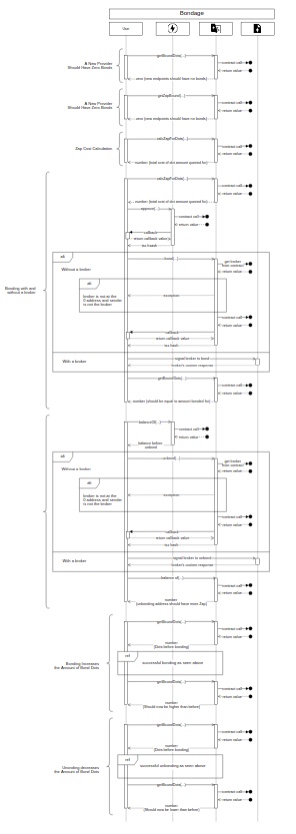 Bondage
User
A New Provider
Should Have Zero Bonds
getBoundDots(...)
contract call
return value
zero (new endpoints should have no bonds)
A New Provider
Should Have Zero Bonds
contract call
return value
zero (new endpoints should have no bonds)
Zap Cost Calculation
calcZapForDots(...)
contract call
return value
number (total cost of dot amount queried for)
calcZapForDots(...)
contract call
return value
number (total cost of dot amount queried for)
approve(...)
contract call
return value
callback
return callback value
tx hash
Bonding with and
without a broker
alt
Without a broker
bond(...)
get broker
from contract
return value
alt
broker is not at the
0 address and sender
is not the broker
exception
contract call
return value
callback
return callback value
tx hash
With a broker
signal broker to bond
broker's custom response
getBoundDots(...)
contract call
return value
number (should be equal to amount bonded for)
contract call
return value
balance before
unbond
alt
Without a broker
unbond(...)
get broker
from contract
return value
alt
broker is not at the
0 address and sender
is not the broker
exception
contract call
return value
callback
return callback value
tx hash
With a broker
signal broker to unbond
broker's custom response
contract call
return value
number
(unbonding address should have more Zap)
getBoundDots(...)
contract call
return value
number
(Dots before bonding)
Bonding Increases
the Amount of Bond Dots
ref
successful bonding as seen above
getBoundDots(...)
contract call
return value
number
(Should now be higher than before)
getBoundDots(...)
contract call
return value
number
(Dots before bonding)
Unbonding decreases
the Amount of Bond Dots
ref
successful unbonding as seen above
getBoundDots(...)
contract call
return value
number
(Should now be lower than before)